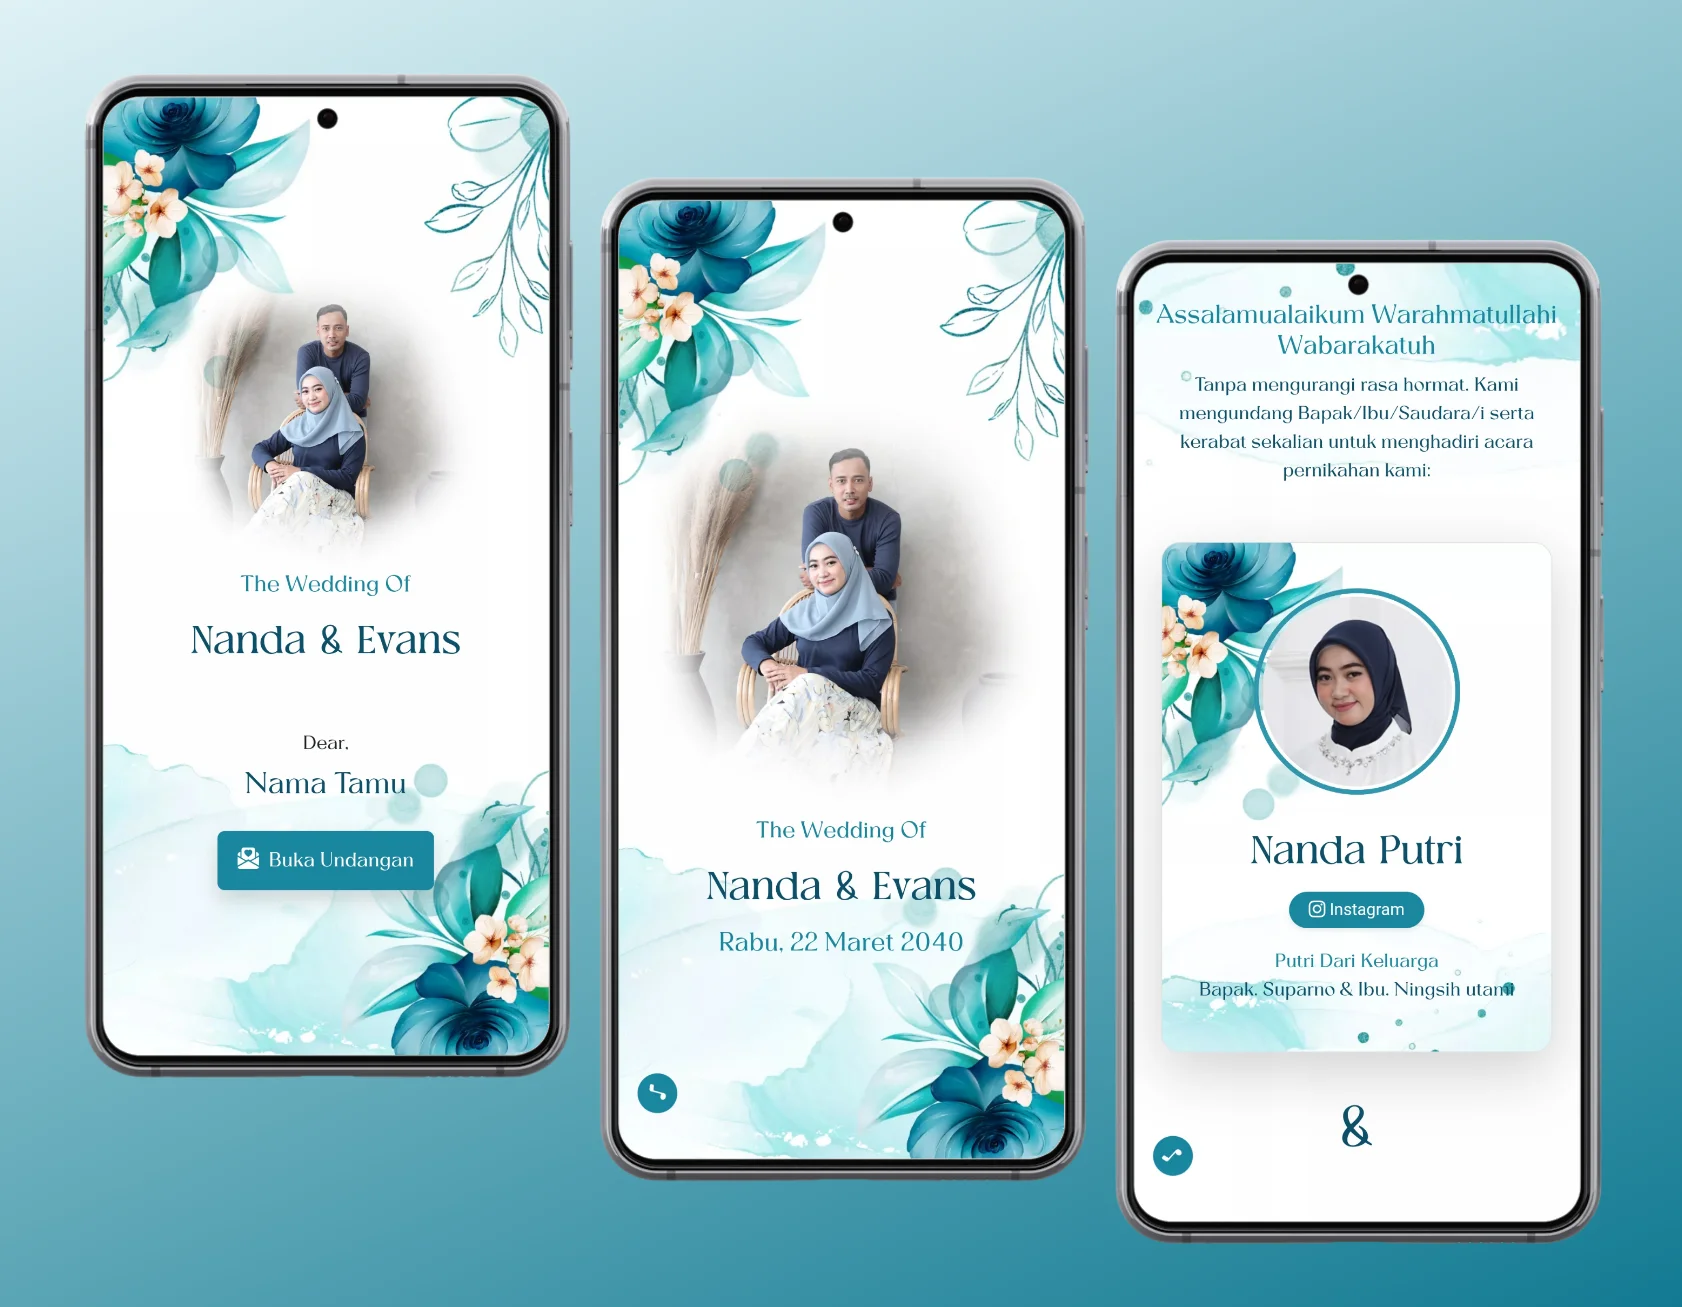 The Wedding Of
Nanda & Evans
Dear,
Nama Tamu
Buka Undangan
The Wedding Of
Nanda & Evans
Rabu, 22 Maret 2040
Assalamualaikum Warahmatullahi
Wabarakatuh
Tanpa mengurangi rasa hormat. Kami
mengundang Bapak/Ibu/Saudara/i serta
kerabat sekalian untuk menghadiri acara
pernikahan kami:
Nanda Putri
Instagram
Putri Dari Keluarga
Bapak. Suparno & Ibu. Ningsih utami
&